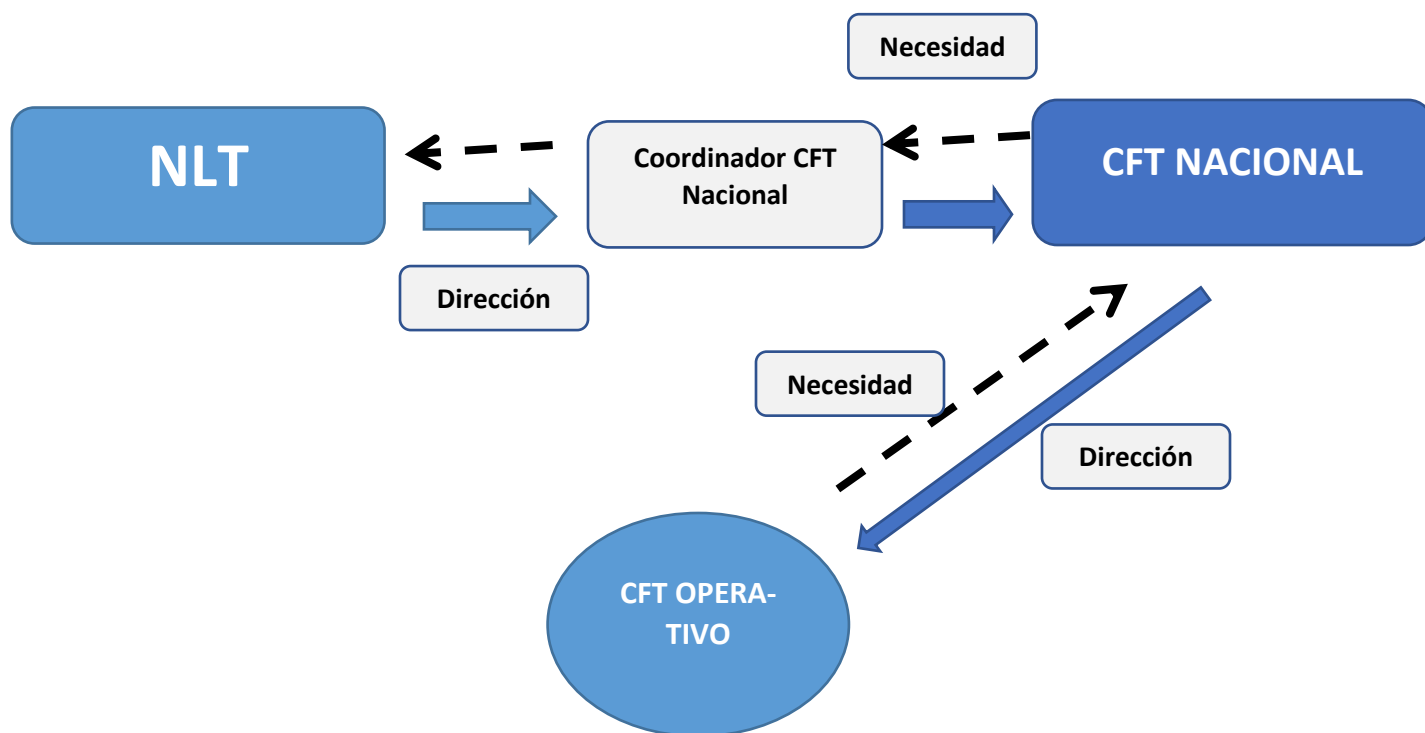 Necesidad
NLT
Coordinador CFT
Nacional
CFT NACIONAL
Dirección
Necesidad
Dirección
CFT OPERA-
TIVO